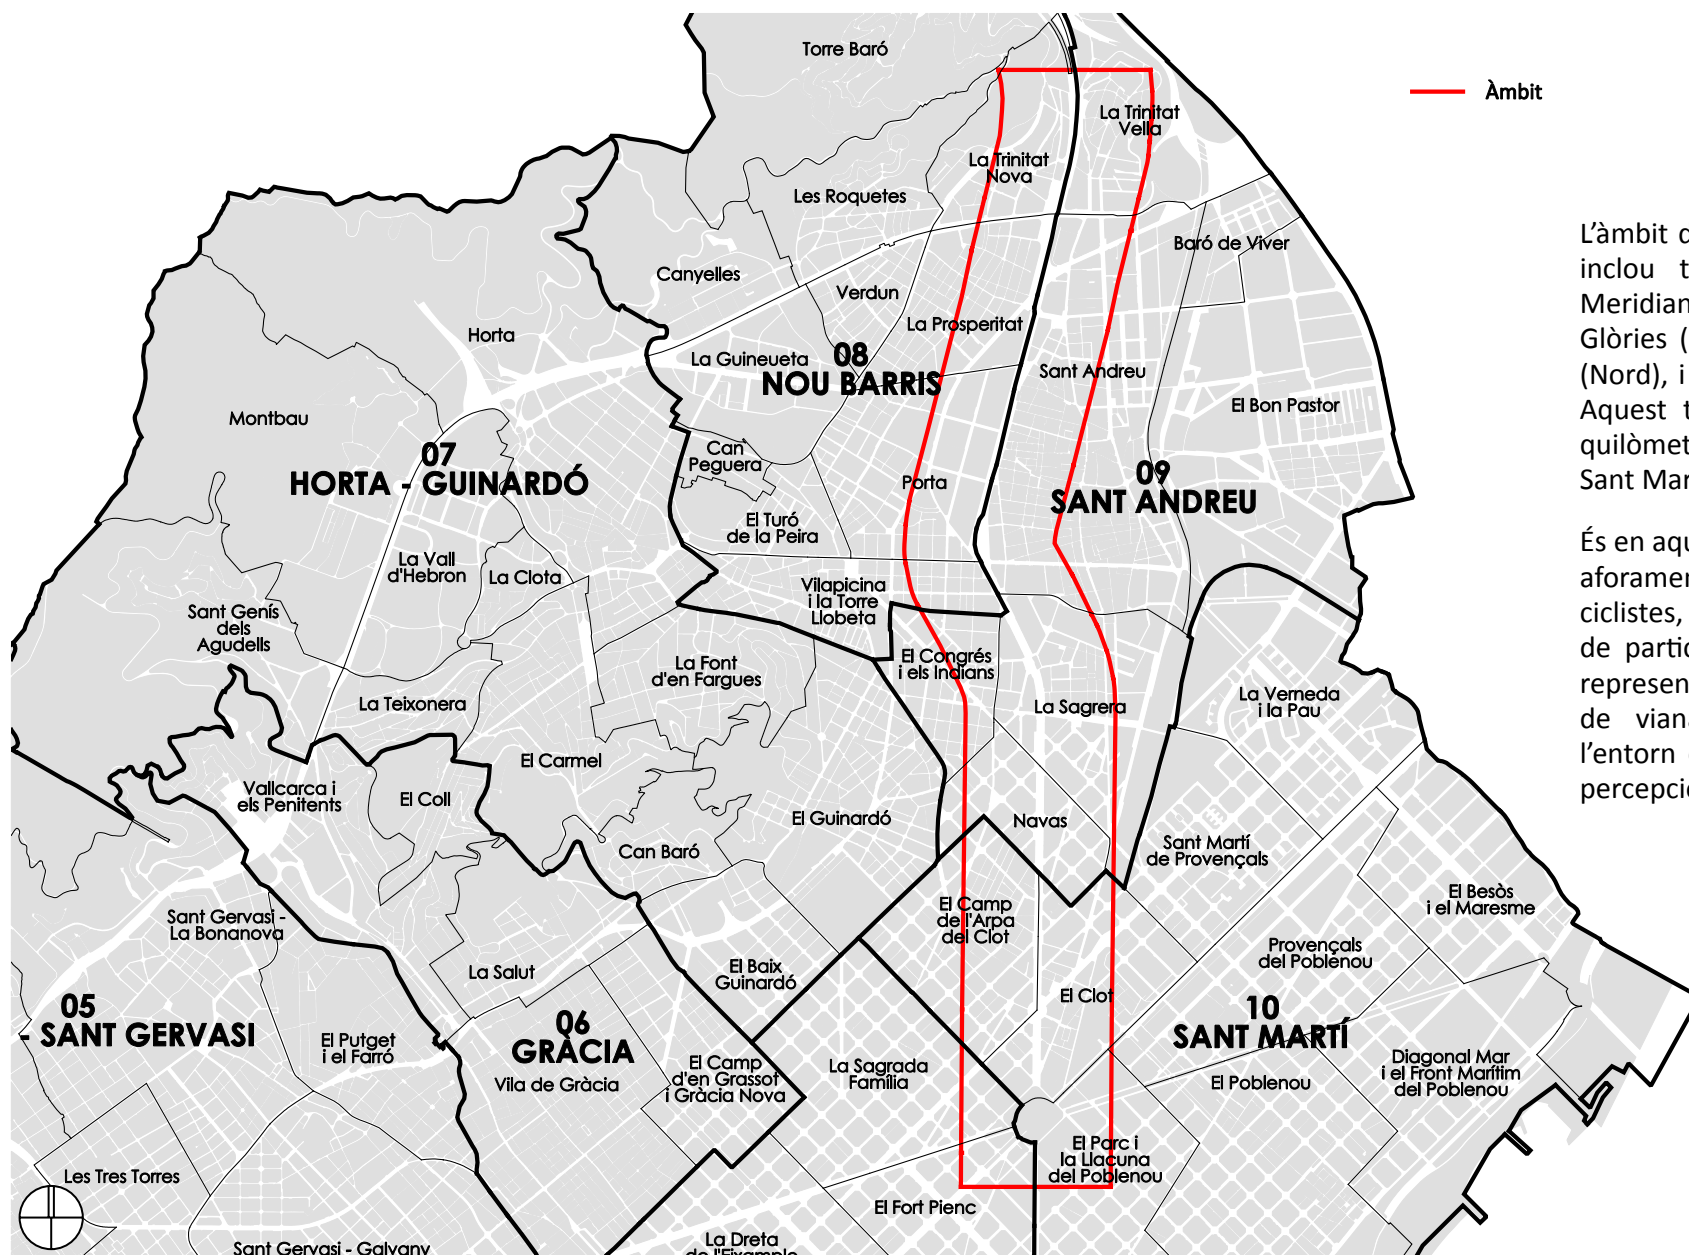 Torre Baró
Àmbit
La Trinitat
Vella
La Trinitat
Nova
Les Roquetes
Baró de Viver
Canyelles
Verdun
La Prosperitat
Horta
La Guineueta
08
NOU BARRIS
Sant Andreu
El Bon Pastor
Montbau
07
HORTA - GUINARDÓ
Can
Peguera
Porta
09
SANT ANDREU
El Turó
de la Peira
La Vall
d'Hebron
La Clota
Vilapicina
i la Torre
Llobeta
Sant Genís
dels
Agudells
La Font
d'en Fargues
El Congrés
i els Indians
La Teixonera
La Sagrera
La Verneda
i la Pau
El Carmel
Vallcarca i
els Penitents
El Coll
El Guinardó
Navas
Can Baró
Sant Martí
de Provençals
El Besòs
i el Maresme
Sant Gervasi -
La Bonanova
El Camp
de l'Arpa
del Clot
Provençals
del Poblenou
La Salut
El Baix
Guinardó
El Clot
05
- SANT GERVASI
06
GRÀCIA
Vila de Gràcia
10
SANT MARTÍ
El Putget
i el Farró
El Camp
d'en Grassot
i Gràcia Nova
La Sagrada
Família
El Poblenou
Diagonal Mar
i el Front Marítim
del Poblenou
El Parc i
la Llacuna
del Poblenou
Les Tres Torres
El Fort Pienc
Sant Gervasi - Galvany
La Dreta
de l'Eixample
L'àmbit
inclou
Meridian
Glòries (
(Nord), i
Aquest
quilòmet
Sant Mar
És en aqu
aforamen
ciclistes,
de partic
represen
de viana
l'entorn
percepci